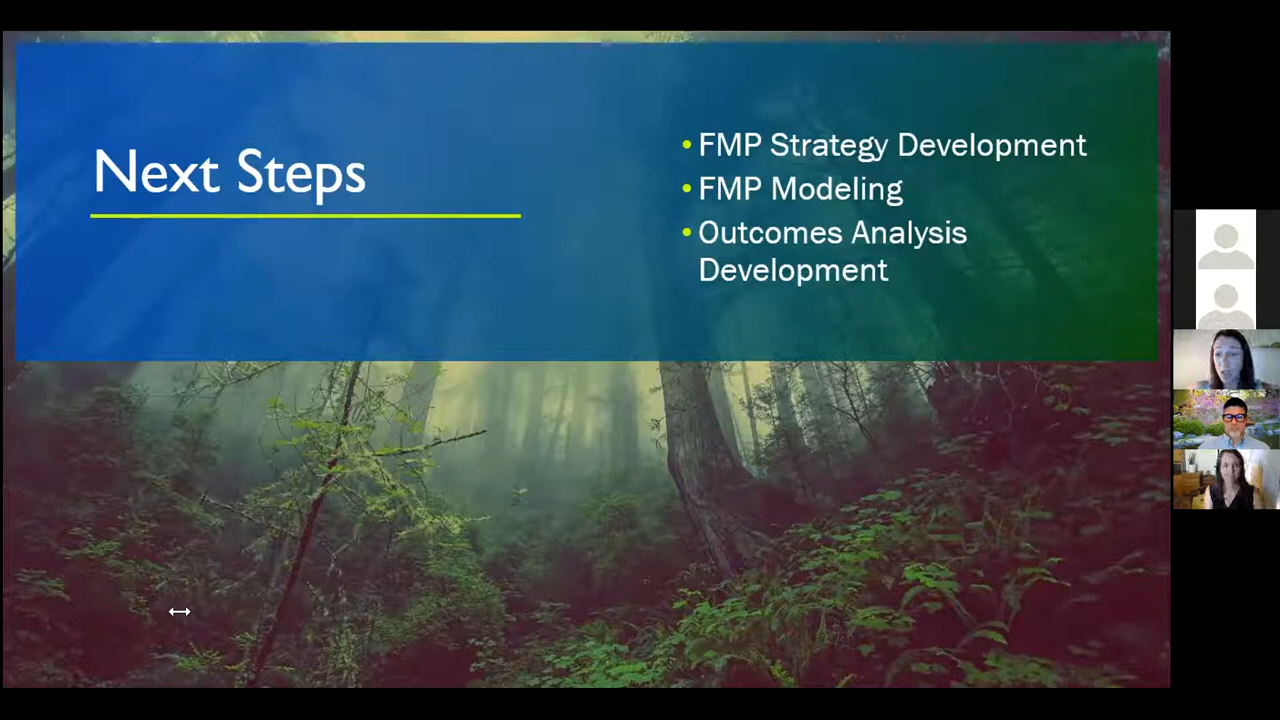 Next Steps
• FMP Strategy Development
• FMP Modeling
• Outcomes Analysis
Development